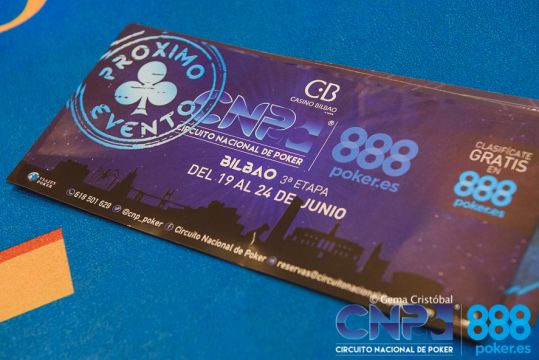 PROXIMO
EVENTO
CB
CASINO BILBAO
CNP
CIRCUITO NACIONAL DE POKER
888
poker.es
BILBAO 3ª ETAPA
DEL 19 AL 24 DE JUNIO
CLASIFÍCATE
GRATIS
EN
888
poker.es
618 501 629
@cnp_poker
Circuito Nacional de Poker
reservas@circuitonacional
© Gema Cristóbal
CNP
CIRCUITO NACIONAL DE POKER
888
poker.es